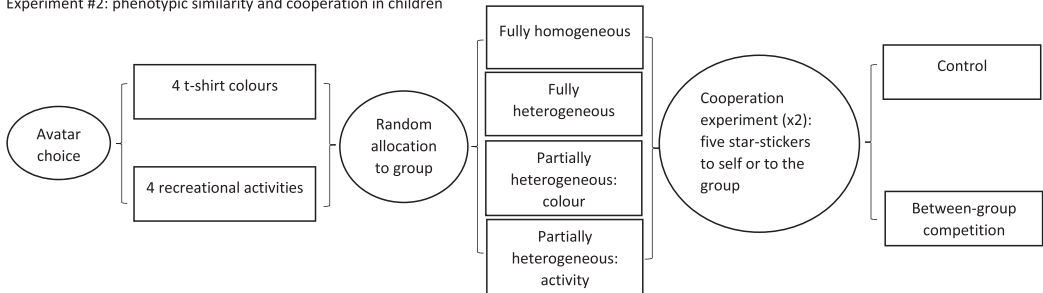 Experiment #2: phenotypic similarity and cooperation in children
Avatar
choice
4 t-shirt colours
4 recreational activities
Random
allocation
to group
Fully homogeneous
Fully
heterogeneous
Partially
heterogeneous:
colour
Partially
heterogeneous:
activity
Cooperation
experiment (x2):
five star-stickers
to self or to the
group
Control
Between-group
competition